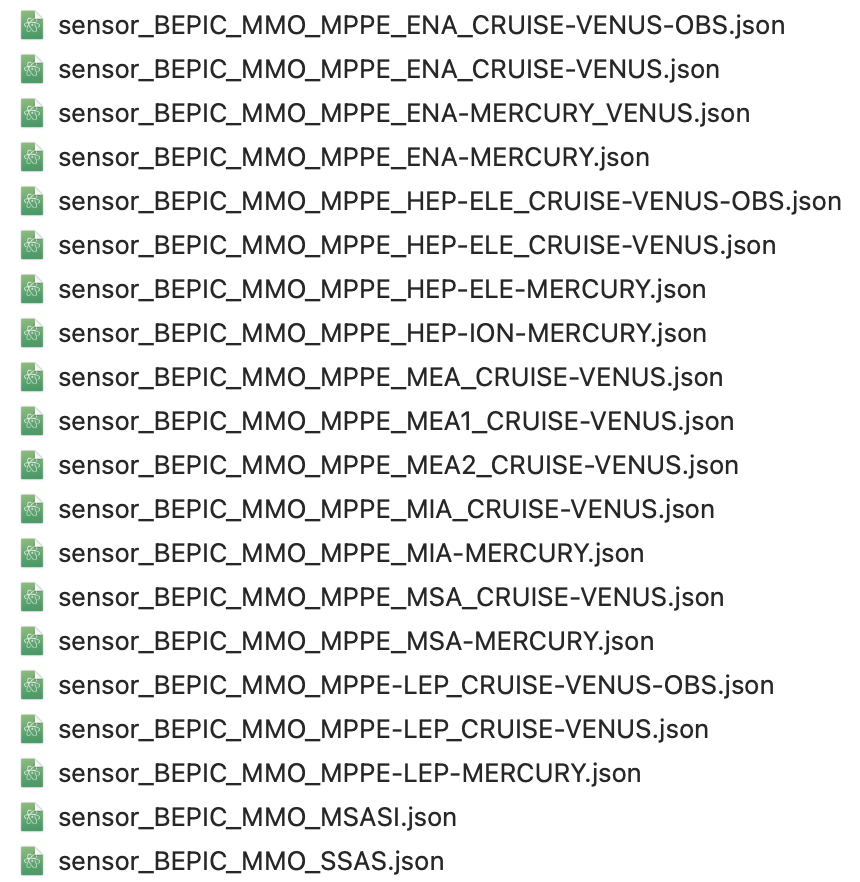 sensor_BEPIC_MMO_MPPE_ENA_CRUISE-VENUS-OBS.json
sensor_BEPIC_MMO_MPPE_ENA_CRUISE-VENUS.json
sensor_BEPIC_MMO_MPPE_ENA-MERCURY_VENUS.json
sensor_BEPIC_MMO_MPPE_ENA-MERCURY.json
sensor_BEPIC_MMO_MPPE_HEP-ELE_CRUISE-VENUS-OBS.json
sensor_BEPIC_MMO_MPPE_HEP-ELE_CRUISE-VENUS.json
sensor_BEPIC_MMO_MPPE_HEP-ELE-MERCURY.json
sensor_BEPIC_MMO_MPPE_HEP-ION-MERCURY.json
sensor_BEPIC_MMO_MPPE_MEA_CRUISE-VENUS.json
sensor_BEPIC_MMO_MPPE_MEA1_CRUISE-VENUS.json
sensor_BEPIC_MMO_MPPE_MEA2_CRUISE-VENUS.json
sensor_BEPIC_MMO_MPPE_MIA_CRUISE-VENUS.json
sensor_BEPIC_MMO_MPPE_MIA-MERCURY.json
sensor_BEPIC_MMO_MPPE_MSA_CRUISE-VENUS.json
sensor_BEPIC_MMO_MPPE_MSA-MERCURY.json
sensor_BEPIC_MMO_MPPE-LEP_CRUISE-VENUS-OBS.json
sensor_BEPIC_MMO_MPPE-LEP_CRUISE-VENUS.json
sensor_BEPIC_MMO_MPPE-LEP-MERCURY.json
sensor_BEPIC_MMO_MSASI.json
sensor_BEPIC_MMO_SSAS.json